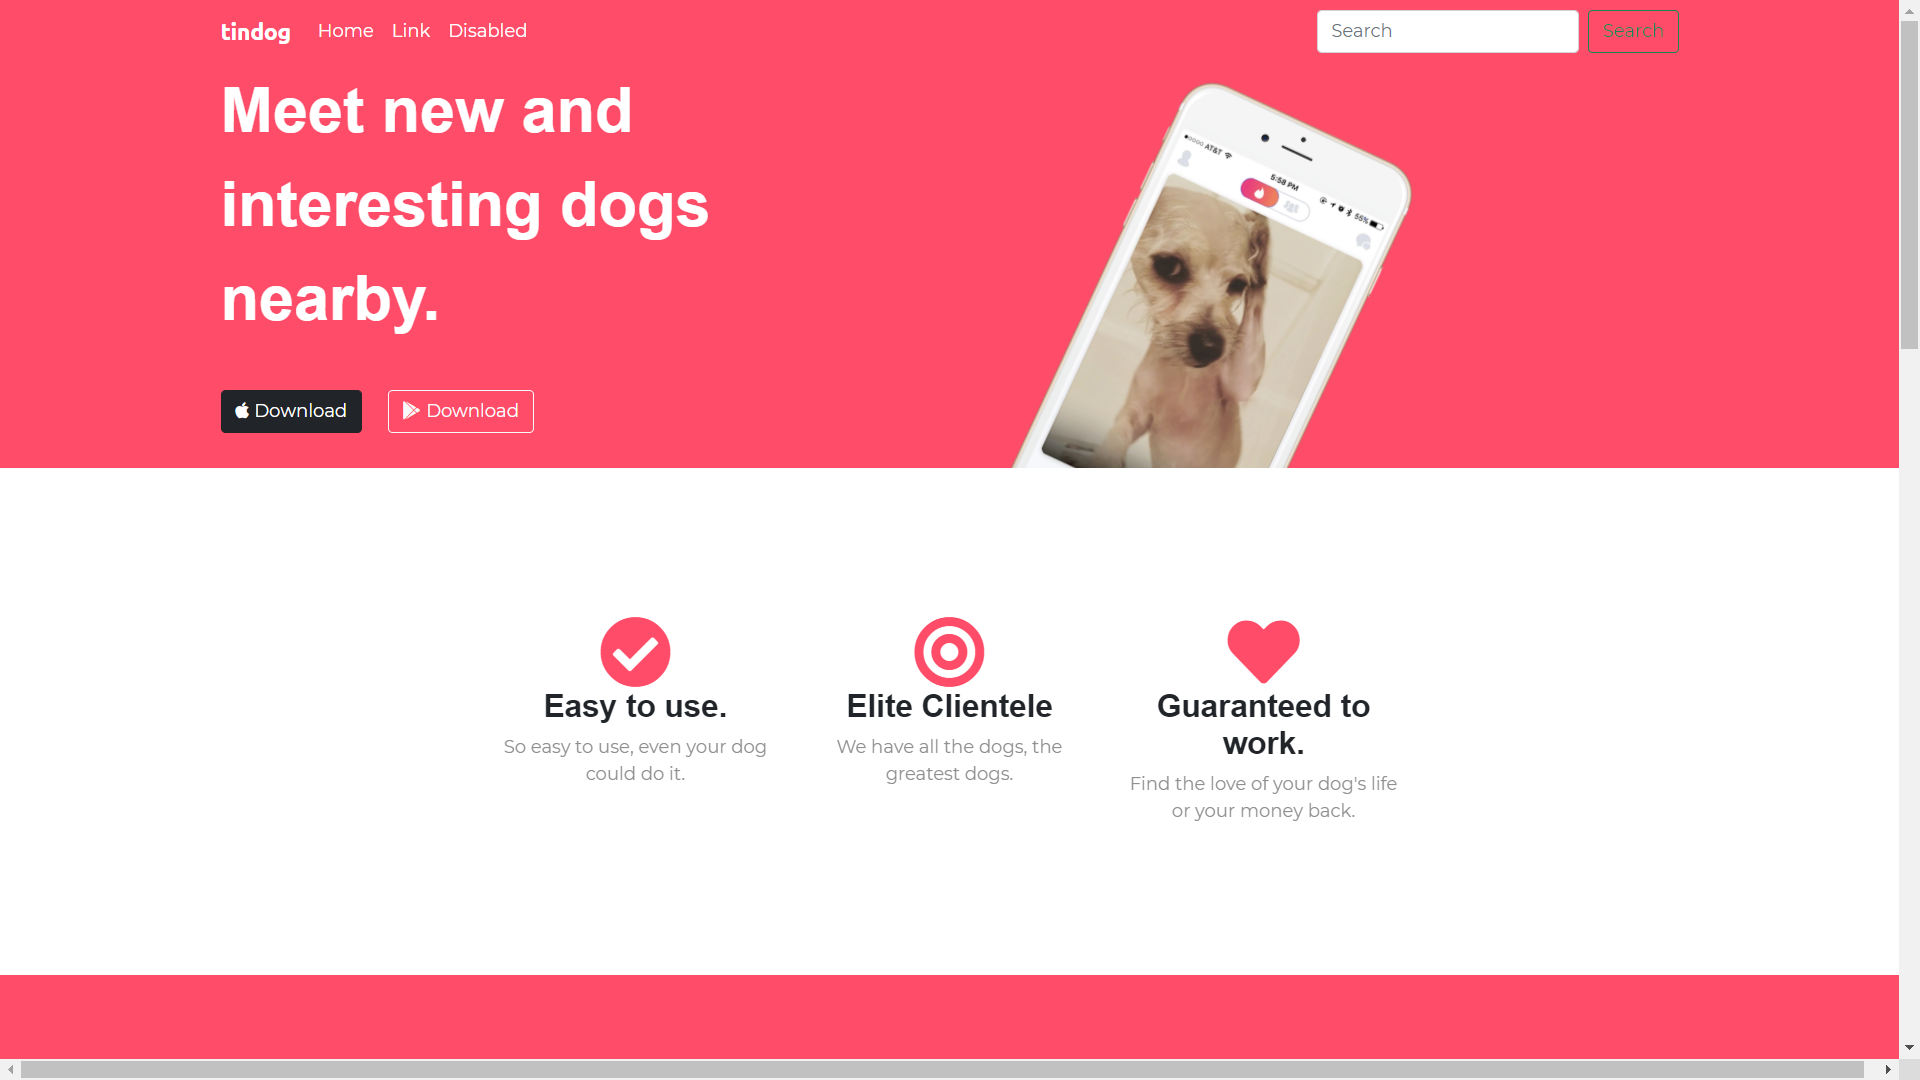 tindog Home Link Disabled Search Search
Meet new and
interesting dogs
nearby.
Download Download
AT&T
5:58 PM
55%
Easy to use.
So easy to use, even your dog
could do it.
Elite Clientele
We have all the dogs, the
greatest dogs.
Guaranteed to
work.
Find the love of your dog's life
or your money back.